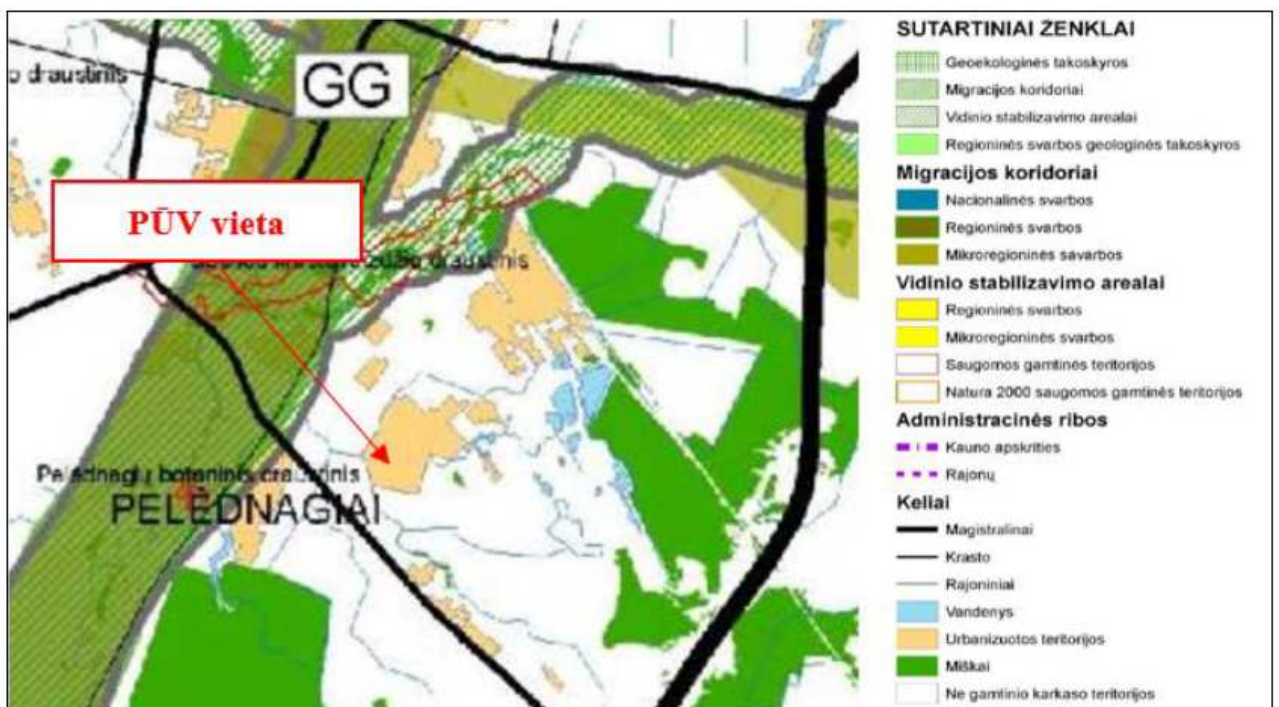 o draustinis
GG
PŪV vieta
draustinis
Pelėdnagių botaninis draustinis
PELĖDNAGIAI
SUTARTINIAI ŽENKLAI
Geoekologinės takoskyros
Migracijos koridoriai
Vidinio stabilizavimo arealai
Regioninės svarbos geologinės takoskyros
Migracijos koridoriai
Nacionalinės svarbos
Regioninės svarbos
Mikroregioninės savarbos
Vidinio stabilizavimo arealai
Regioninės svarbos
Mikroregioninės svarbos
Saugomos gamtinės teritorijos
Natura 2000 saugomos gamtinės teritorijos
Administracinės ribos
Kauno apskrities
Rajonų
Keliai
Magistraliniai
Krasto
Rajoniniai
Vandenys
Urbanizuotos teritorijos
Miškai
Ne gamtinio karkaso teritorijos